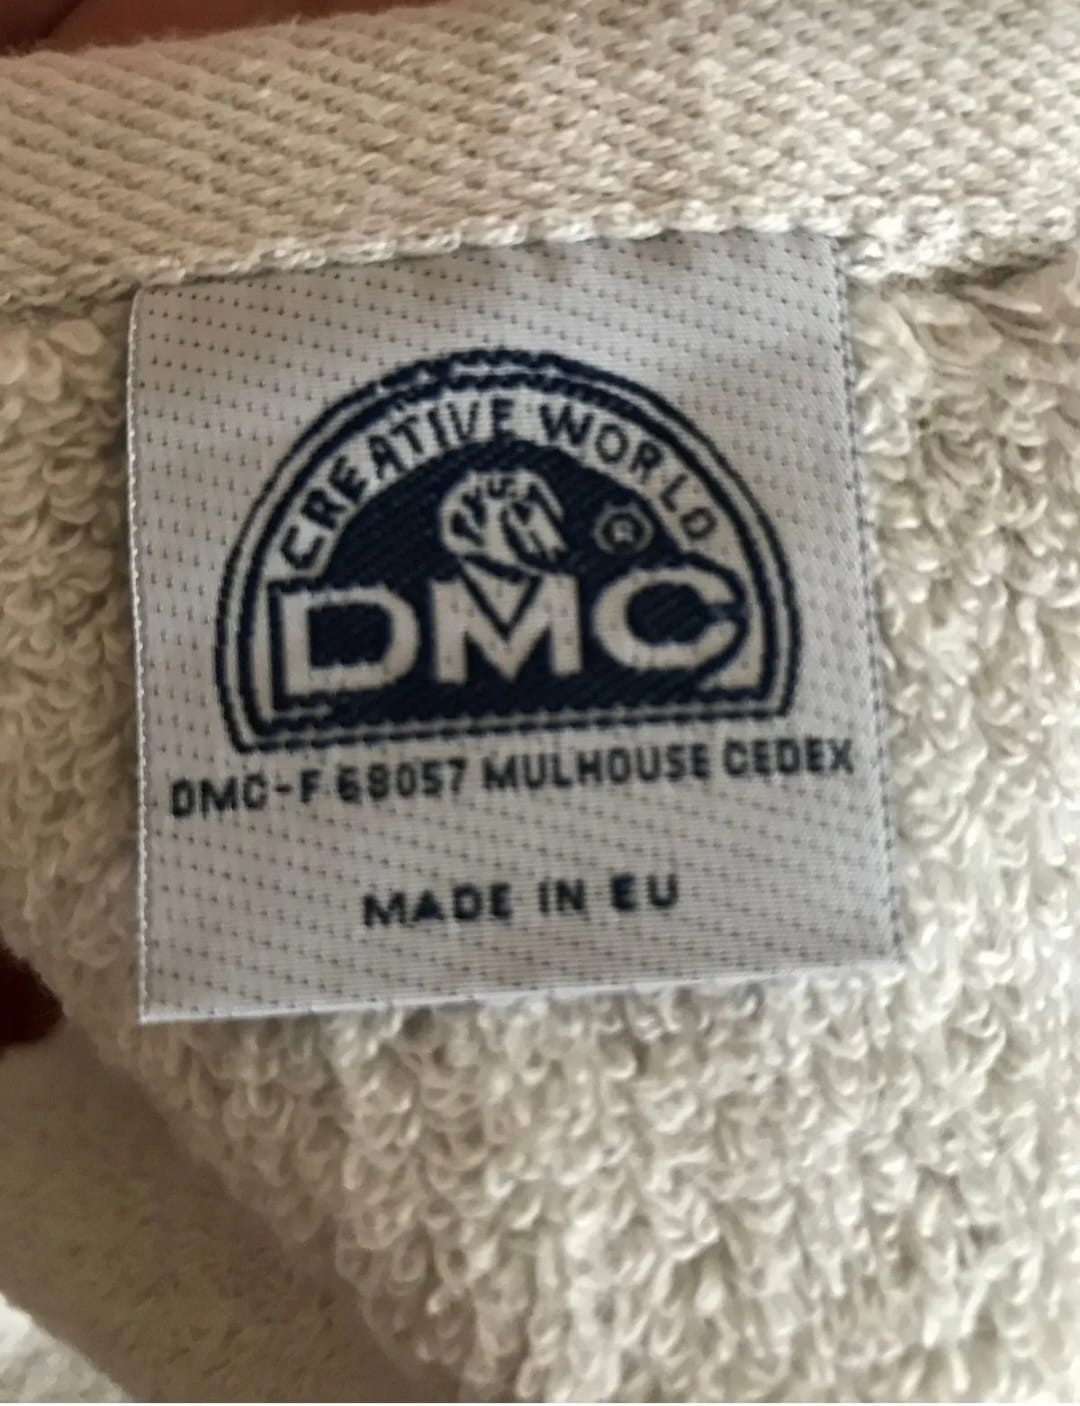 CREATIVE WORLD
®
DMC
DMC-F 68057 MULHOUSE CEDEX
MADE IN EU